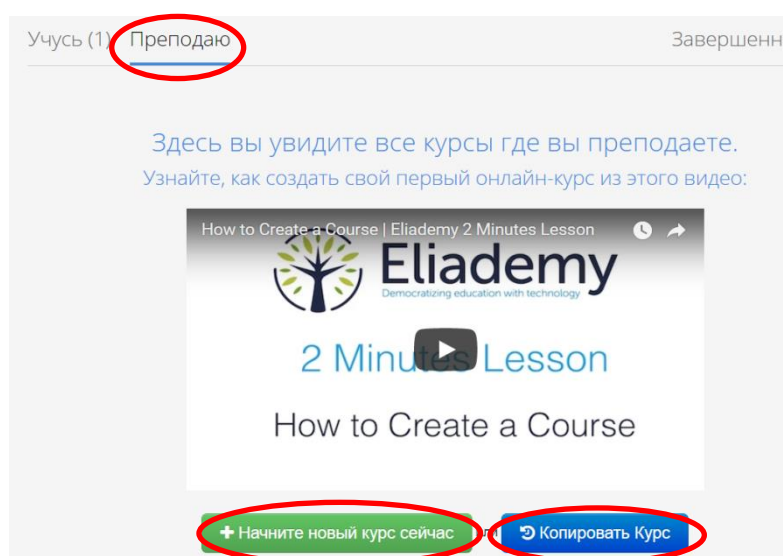 Учусь (1) Преподаю Завершенн
Здесь вы увидите все курсы где вы преподаете.
Узнайте, как создать свой первый онлайн-курс из этого видео:
How to Create a Course | Eliademy 2 Minutes Lesson
Eliademy
Democratizing education with technology
2 Minutes Lesson
How to Create a Course
Начните новый курс сейчас Копировать Курс